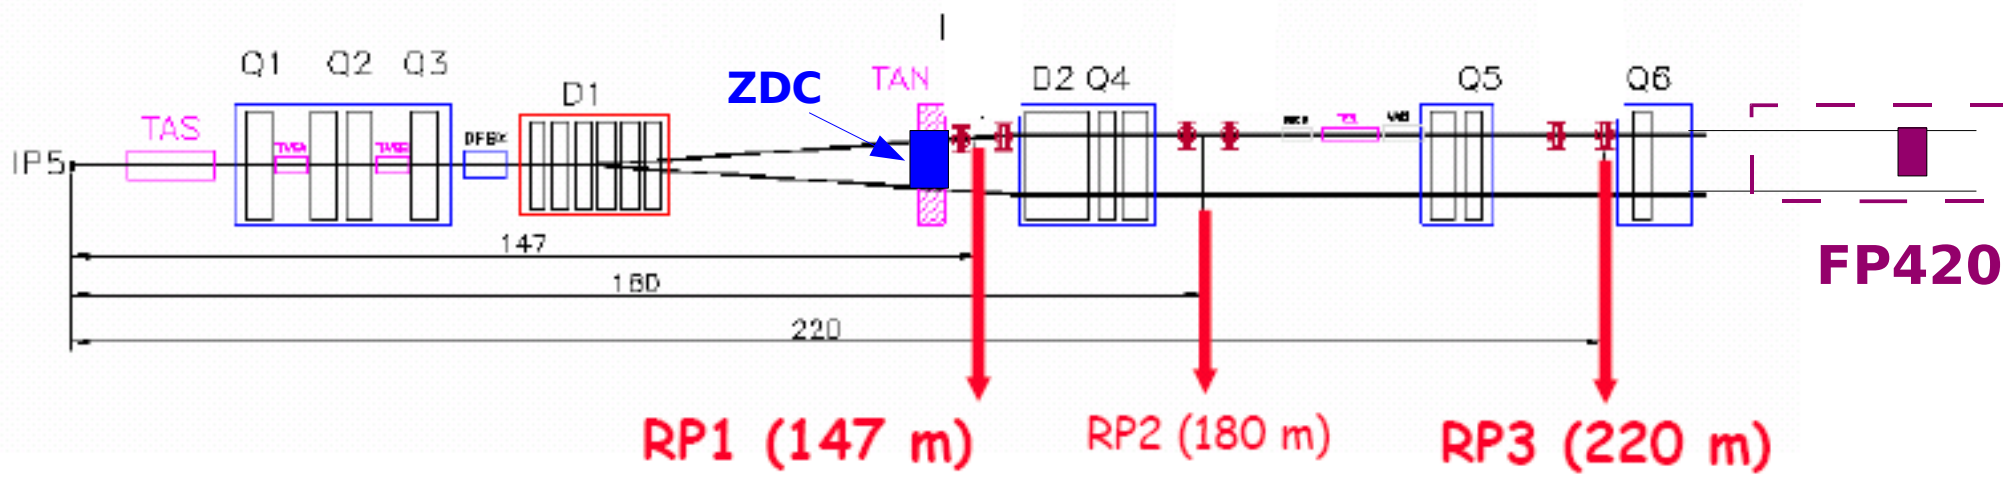 Q1 Q2 Q3
D1
ZDC
TAN
D2 Q4
Q5
Q6
TAS
DFBX
IP5
147
180
220
FP420
RP1 (147 m)
RP2 (180 m)
RP3 (220 m)